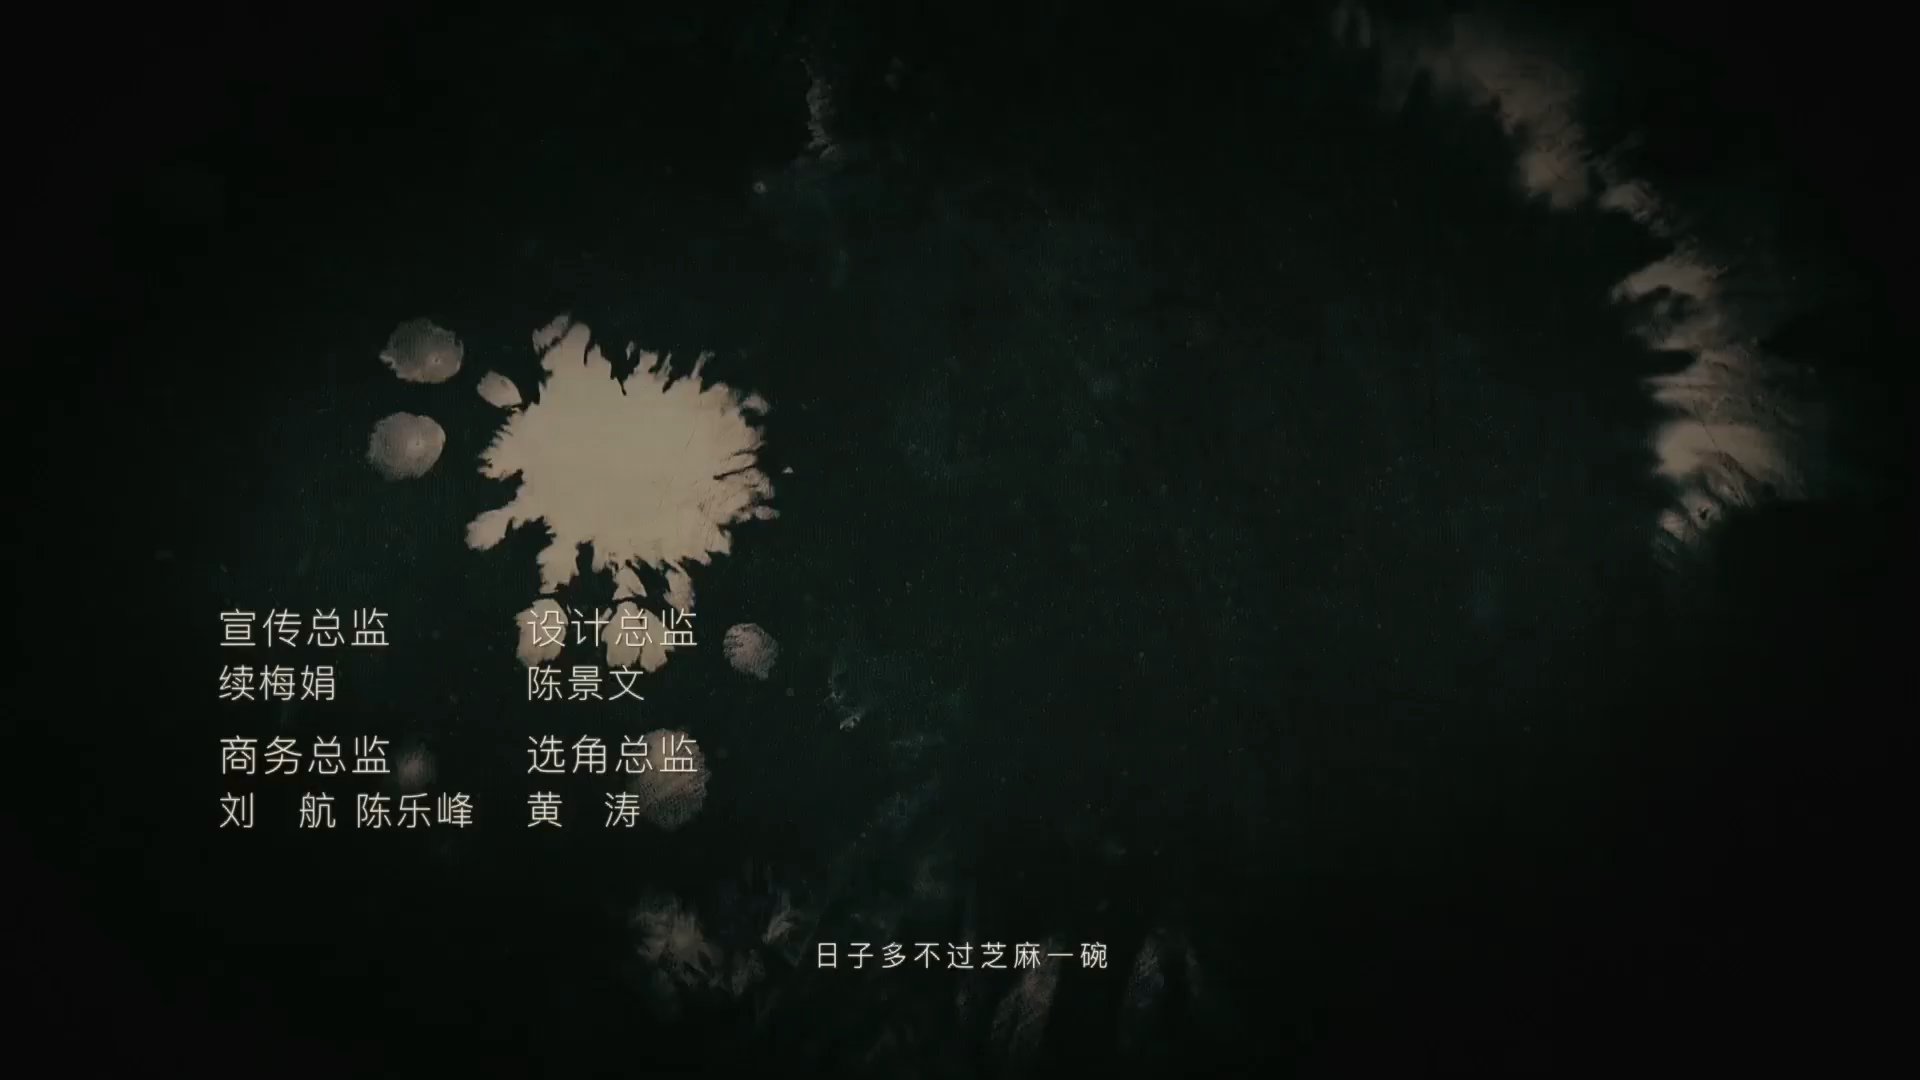 宣传总监 设计总监
续梅娟 陈景文
商务总监 选角总监
刘 航 陈乐峰 黄 涛
日子多不过芝麻一碗